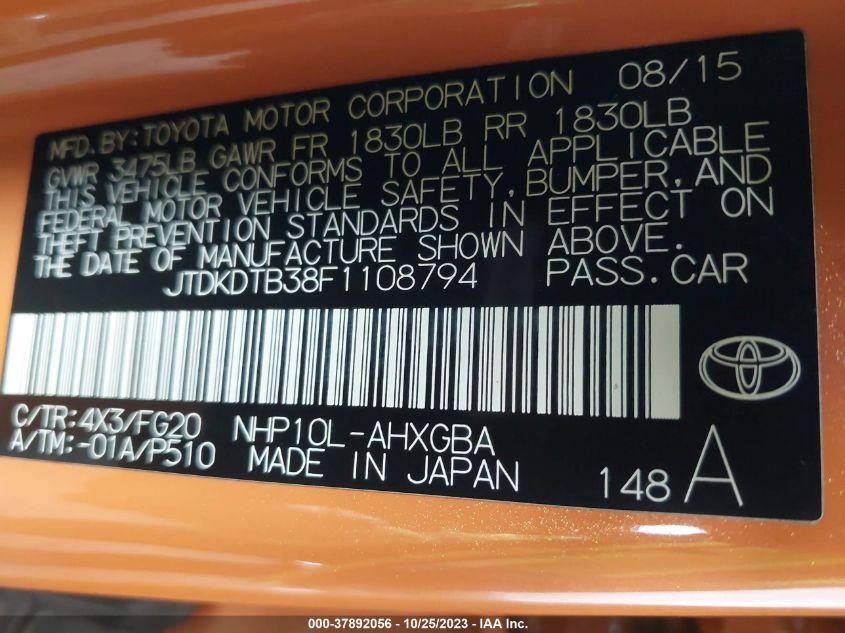 MFD.BY:TOYOTA MOTOR CORPORATION 08/15
GVWR 3475LB GAWR FR 1830LB RR 1830LB
THIS VEHICLE CONFORMS TO ALL APPLICABLE
FEDERAL MOTOR VEHICLE SAFETY,BUMPER,AND
THEFT PREVENTION STANDARDS IN EFFECT ON
THE DATE OF MANUFACTURE SHOWN ABOVE.
JTDKDTB38F1108794 PASS.CAR
C/TR:4X3/FG20 NHP10L-AHXGBA
A/TM:-01A/P510 MADE IN JAPAN
148 A
000-37892056 - 10/25/2023 - IAA Inc.